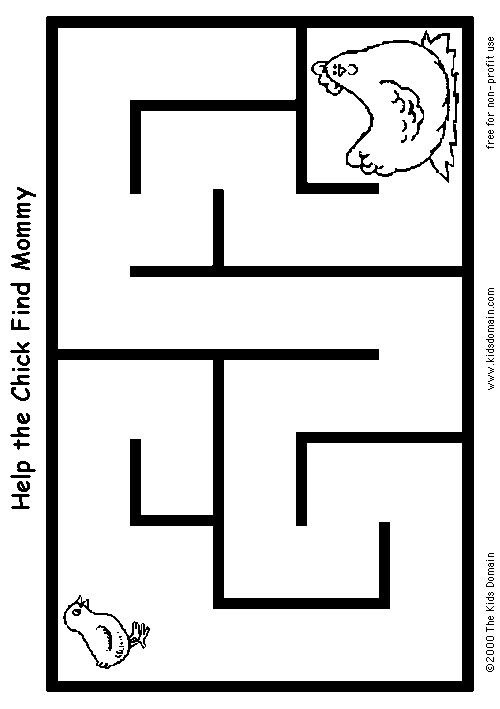 Help the Chick Find Mommy
©2000 The Kids Domain
www.kidsdomain.com
free for non-profit use